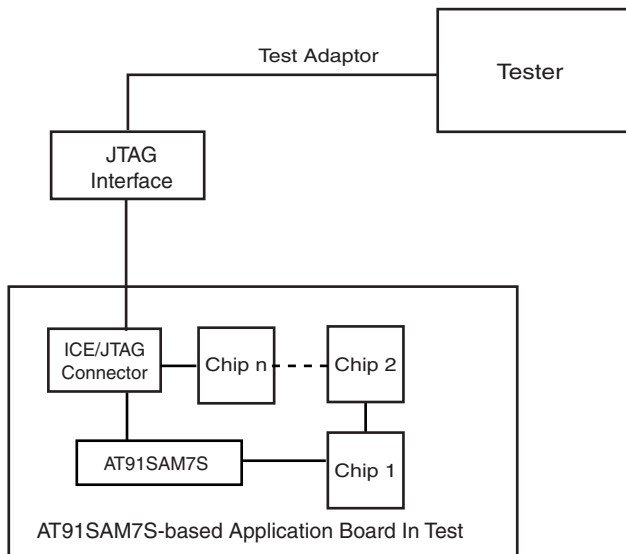 Test Adaptor
Tester
JTAG
Interface
ICE/JTAG
Connector
Chip n
Chip 2
AT91SAM7S
Chip 1
AT91SAM7S-based Application Board In Test